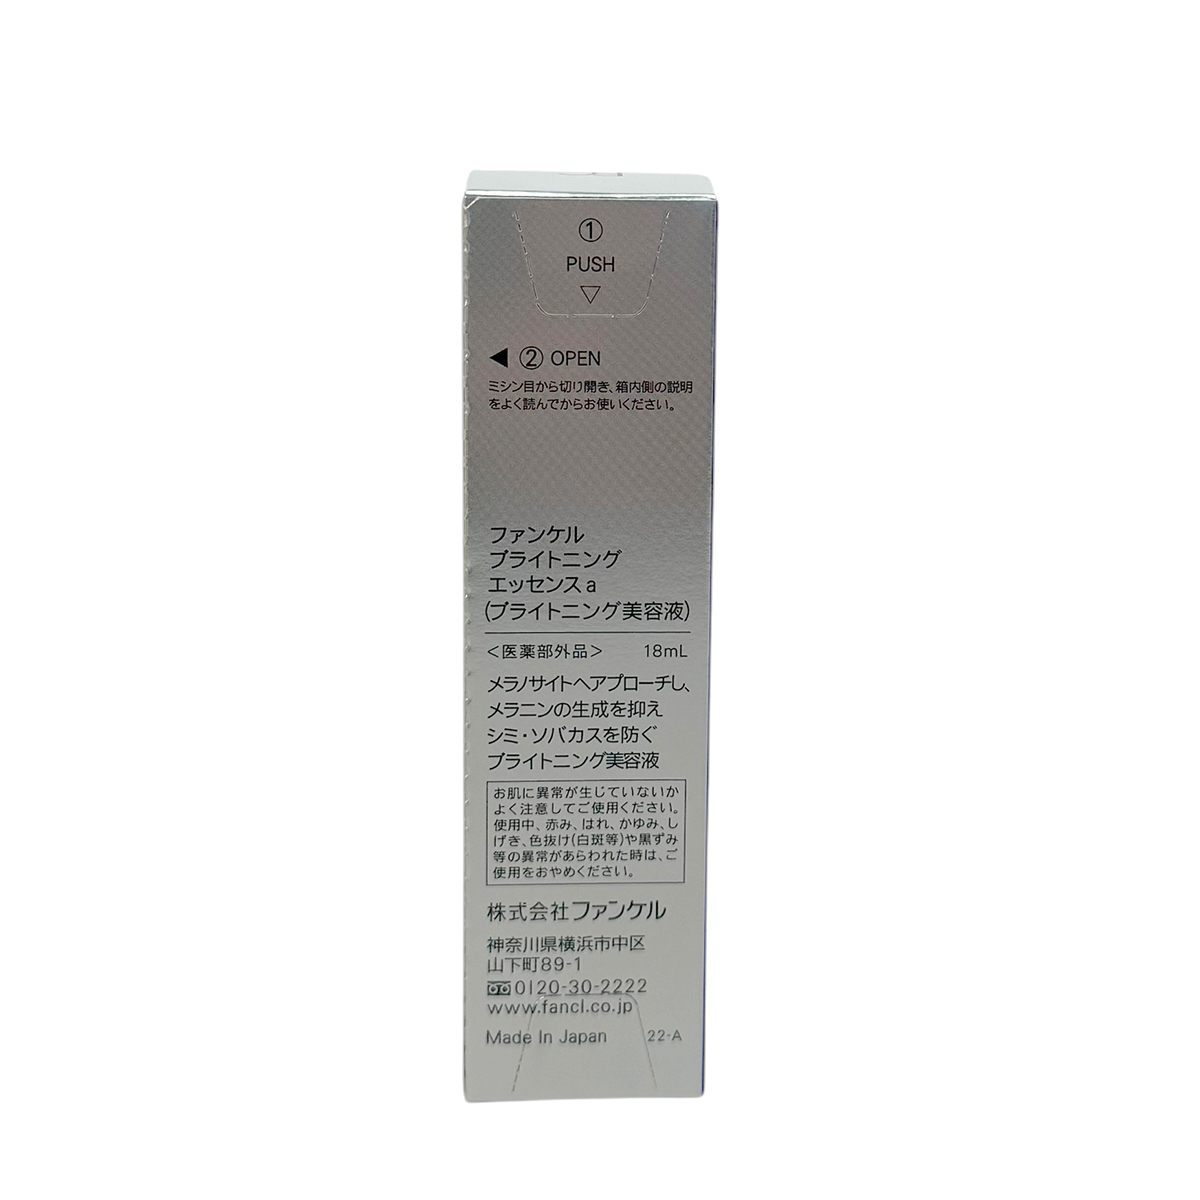 ①
PUSH
▽
◀ ② OPEN
ミシン目から切り開き、箱内側の説明
をよく読んでからお使いください。
ファンケル
ブライトニング
エッセンスa
(ブライトニング美容液)
<医薬部外品> 18mL
メラノサイトへアプローチし、
メラニンの生成を抑え
シミ・ソバカスを防ぐ
ブライトニング美容液
お肌に異常が生じていないか
よく注意してご使用ください。
使用中、赤み、はれ、かゆみ、し
げき、色抜け(白斑等)や黒ずみ
等の異常があらわれた時は、ご
使用をおやめください。
株式会社ファンケル
神奈川県横浜市中区
山下町89-1
0120-30-2222
www.fancl.co.jp
Made In Japan 22-A